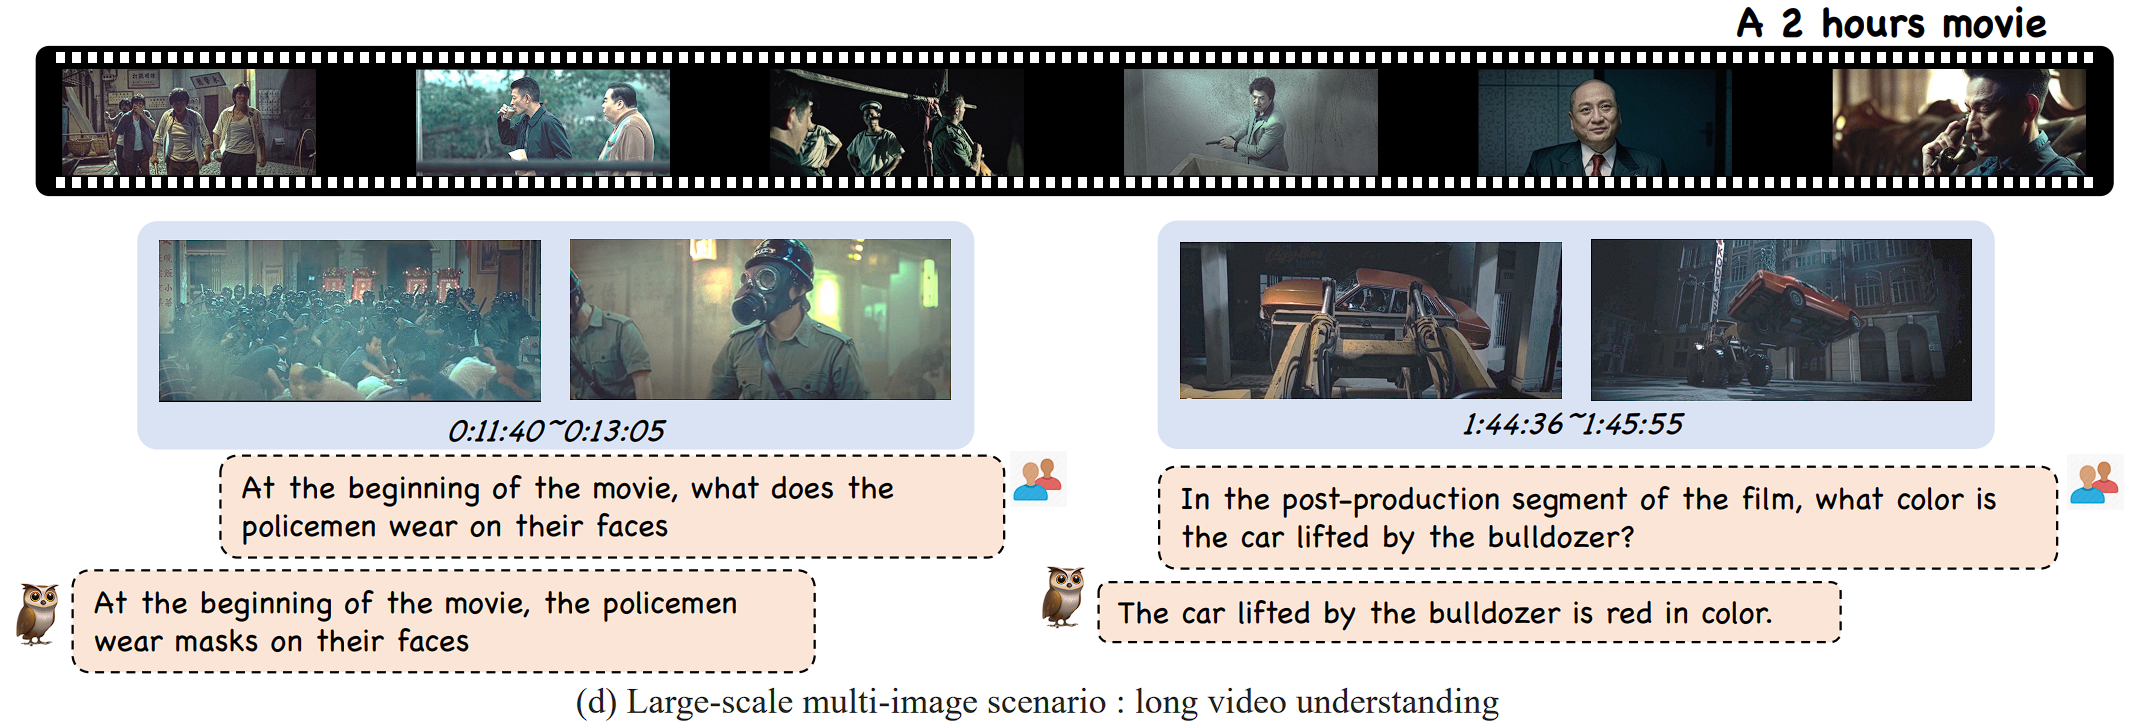 A 2 hours movie
0:11:40~0:13:05
1:44:36~1:45:55
At the beginning of the movie, what does the
policemen wear on their faces
At the beginning of the movie, the policemen
wear masks on their faces
In the post-production segment of the film, what color is
the car lifted by the bulldozer?
The car lifted by the bulldozer is red in color.
(d) Large-scale multi-image scenario : long video understanding